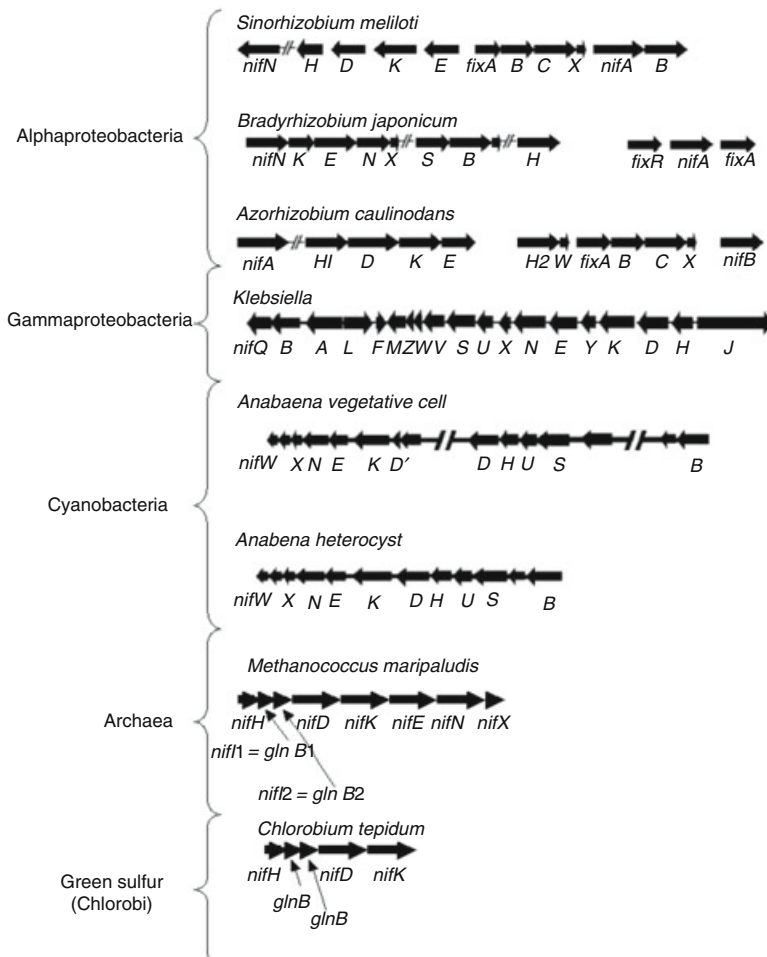 Sinorhizobium meliloti
nifN H D K E fixA B C X nifA B
Alphaproteobacteria
Bradyrhizobium japonicum
nifN K E N X S B H fixR nifA fixA
Azorhizobium caulinodans
nifA HI D K E H2 W fixA B C X nifB
Gammaproteobacteria
Klebsiella
nifQ B A L F M Z W V S U X N E Y K D H J
Cyanobacteria
Anabaena vegetative cell
nifW X N E K D′ D H U S B
Anabena heterocyst
nifW X N E K D H U S B
Archaea
Methanococcus maripaludis
nifH nifD nifK nifE nifN nifX
nifI1 = gln B1
nifI2 = gln B2
Green sulfur
(Chlorobi)
Chlorobium tepidum
nifH nifD nifK
glnB
glnB